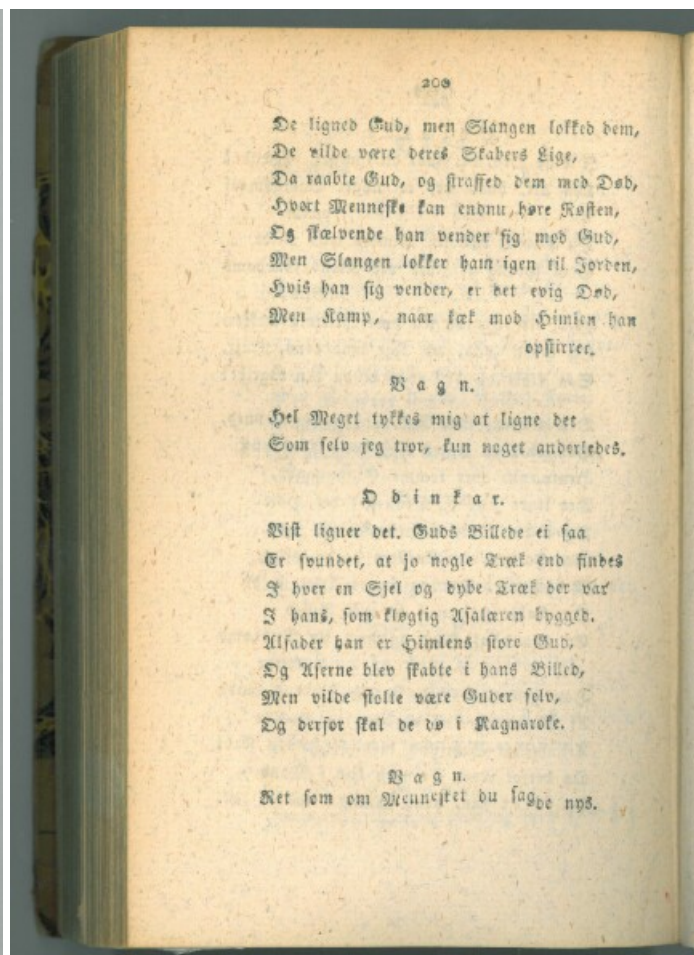 200
De ligned Gud, men Slangen lokked dem,
De vilde være deres Skabers Lige,
Da raabte Gud, og straffed dem med Død,
Hvert Menneske kan endnu høre Røsten,
Og skælvende han vender sig mod Gud,
Men Slangen lokker ham igen til Jorden,
Hvis han sig vender, er det evig Død,
Men Kamp, naar kæk mod Himlen han
opstirrer.
Vagn.
Hel Meget tykkes mig at ligne det
Som selv jeg tror, kun noget anderledes.
Odinkar.
Vist ligner det. Guds Billede ei saa
Er svundet, at jo nogle Træk end findes
I hver en Sjel og dybe Træk der var
I hans, som kløgtig Asalæren bygged.
Alfader han er Himlens store Gud,
Og Aserne blev skabte i hans Billed,
Men vilde stolte være Guder selv,
Og derfor skal de dø i Ragnaroke.
Vagn.
Ret som om Mennesket du sagde nys.